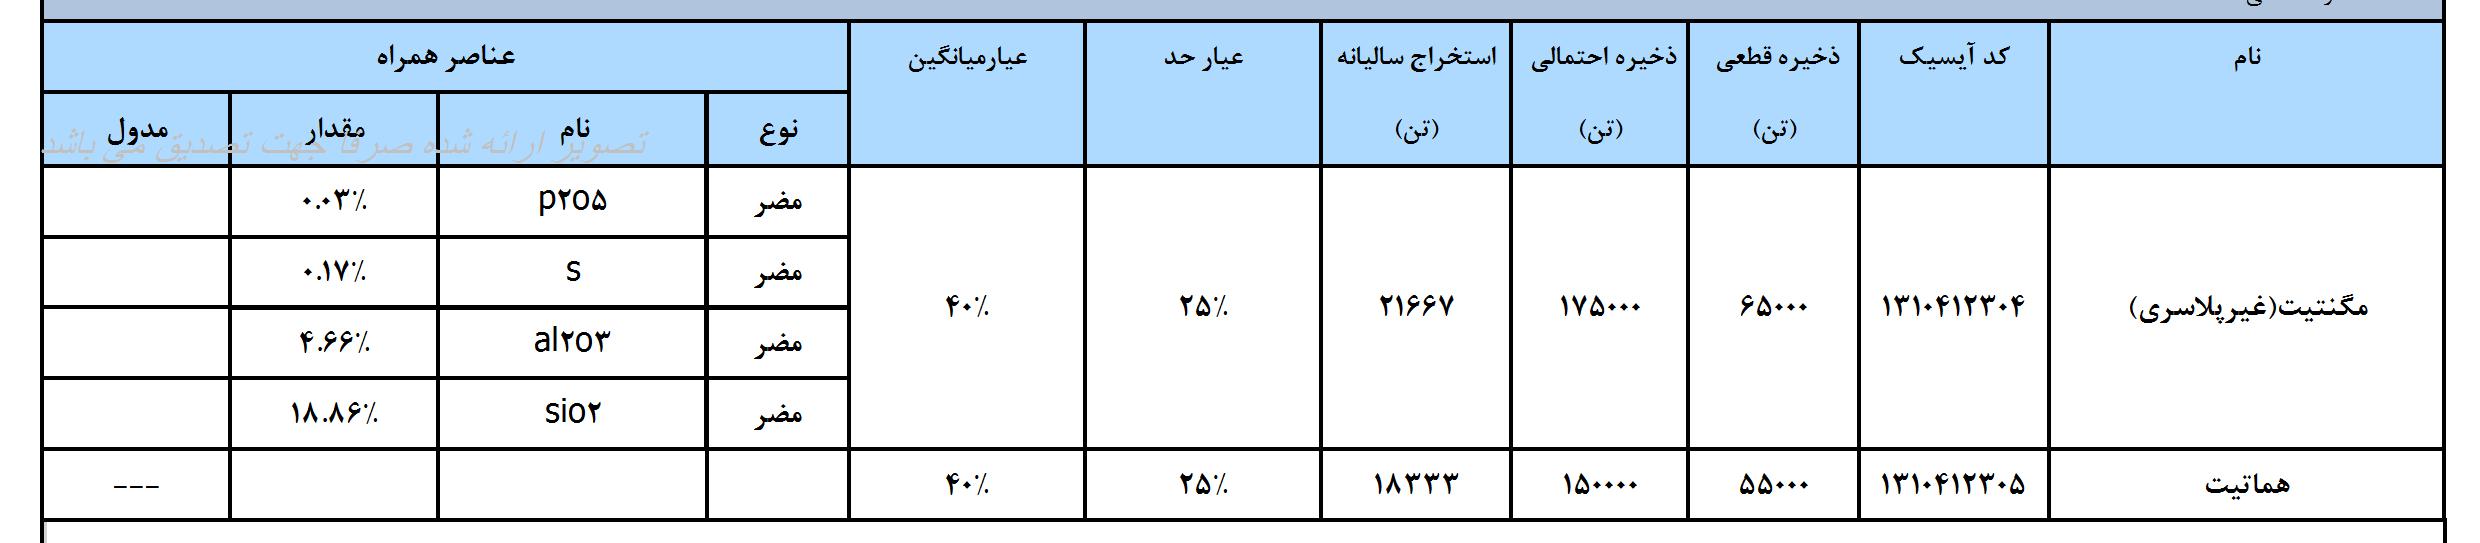 نام
کد آیسیک
ذخیره قطعی (تن)
ذخیره احتمالی (تن)
استخراج سالیانه (تن)
عیار حد
عیارمیانگین
عناصر همراه
نوع
نام
مقدار
مدول
تصویر ارائه شده صرفا جهت تصدیق می باشد
مگنتیت(غیرپلاسری)
۱۳۱۰۴۱۲۳۰۴
۶۵۰۰۰
۱۷۵۰۰۰
۲۱۶۶۷
۲۵٪
۴۰٪
مضر
p۲o۵
۰.۰۳٪
مضر
s
۰.۱۷٪
مضر
al۲o۳
۴.۶۶٪
مضر
sio۲
۱۸.۸۶٪
هماتیت
۱۳۱۰۴۱۲۳۰۵
۵۵۰۰۰
۱۵۰۰۰۰
۱۸۳۳۳
۲۵٪
۴۰٪
---